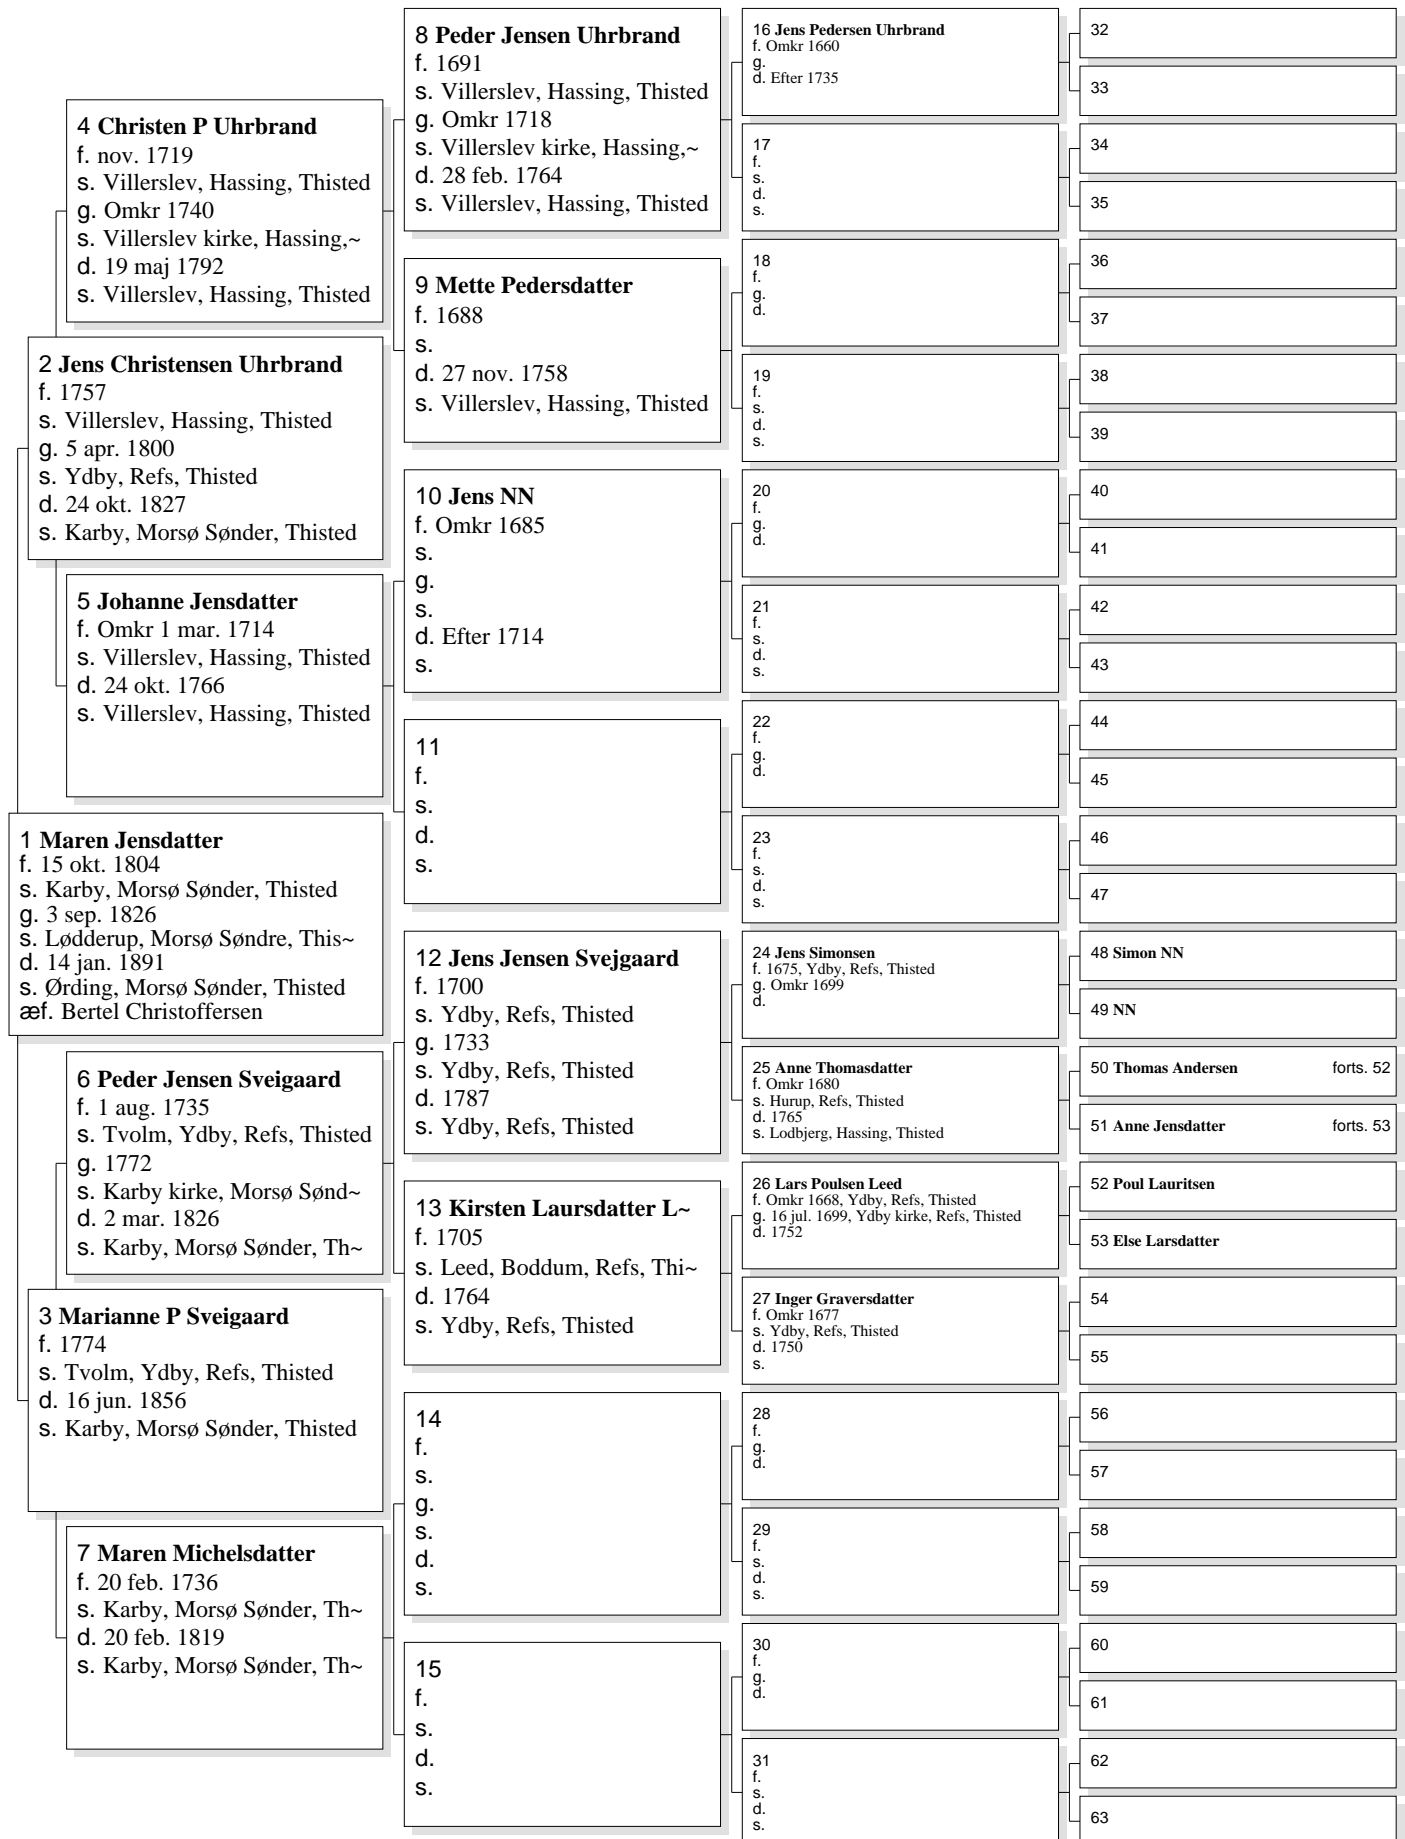 8 Peder Jensen Uhrbrand
f. 1691
s. Villerslev, Hassing, Thisted
g. Omkr 1718
s. Villerslev kirke, Hassing,~
d. 28 feb. 1764
s. Villerslev, Hassing, Thisted
16 Jens Pedersen Uhrbrand
f. Omkr 1660
g.
d. Efter 1735
32
33
4 Christen P Uhrbrand
f. nov. 1719
s. Villerslev, Hassing, Thisted
g. Omkr 1740
s. Villerslev kirke, Hassing,~
d. 19 maj 1792
s. Villerslev, Hassing, Thisted
17
f.
s.
d.
s.
34
35
9 Mette Pedersdatter
f. 1688
s.
d. 27 nov. 1758
s. Villerslev, Hassing, Thisted
18
f.
g.
d.
36
37
2 Jens Christensen Uhrbrand
f. 1757
s. Villerslev, Hassing, Thisted
g. 5 apr. 1800
s. Ydby, Refs, Thisted
d. 24 okt. 1827
s. Karby, Morsø Sønder, Thisted
19
f.
s.
d.
s.
38
39
10 Jens NN
f. Omkr 1685
s.
g.
s.
d. Efter 1714
s.
20
f.
g.
d.
40
41
5 Johanne Jensdatter
f. Omkr 1 mar. 1714
s. Villerslev, Hassing, Thisted
d. 24 okt. 1766
s. Villerslev, Hassing, Thisted
21
f.
s.
d.
s.
42
43
11
f.
s.
d.
s.
22
f.
g.
d.
44
45
1 Maren Jensdatter
f. 15 okt. 1804
s. Karby, Morsø Sønder, Thisted
g. 3 sep. 1826
s. Lødderup, Morsø Søndre, This~
d. 14 jan. 1891
s. Ørding, Morsø Sønder, Thisted
æf. Bertel Christoffersen
23
f.
s.
d.
s.
46
47
12 Jens Jensen Svejgaard
f. 1700
s. Ydby, Refs, Thisted
g. 1733
s. Ydby, Refs, Thisted
d. 1787
s. Ydby, Refs, Thisted
24 Jens Simonsen
f. 1675, Ydby, Refs, Thisted
g. Omkr 1699
d.
48 Simon NN
49 NN
6 Peder Jensen Sveigaard
f. 1 aug. 1735
s. Tvolm, Ydby, Refs, Thisted
g. 1772
s. Karby kirke, Morsø Sønd~
d. 2 mar. 1826
s. Karby, Morsø Sønder, Th~
25 Anne Thomasdatter
f. Omkr 1680
s. Hurup, Refs, Thisted
d. 1765
s. Lodbjerg, Hassing, Thisted
50 Thomas Andersen forts. 52
51 Anne Jensdatter forts. 53
13 Kirsten Laursdatter L~
f. 1705
s. Leed, Boddum, Refs, Thi~
d. 1764
s. Ydby, Refs, Thisted
26 Lars Poulsen Leed
f. Omkr 1668, Ydby, Refs, Thisted
g. 16 jul. 1699, Ydby kirke, Refs, Thisted
d. 1752
52 Poul Lauritsen
53 Else Larsdatter
3 Marianne P Sveigaard
f. 1774
s. Tvolm, Ydby, Refs, Thisted
d. 16 jun. 1856
s. Karby, Morsø Sønder, Thisted
27 Inger Graversdatter
f. Omkr 1677
s. Ydby, Refs, Thisted
d. 1750
s.
54
55
14
f.
s.
g.
s.
d.
s.
28
f.
g.
d.
56
57
7 Maren Michelsdatter
f. 20 feb. 1736
s. Karby, Morsø Sønder, Th~
d. 20 feb. 1819
s. Karby, Morsø Sønder, Th~
29
f.
s.
d.
s.
58
59
15
f.
s.
d.
s.
30
f.
g.
d.
60
61
31
f.
s.
d.
s.
62
63